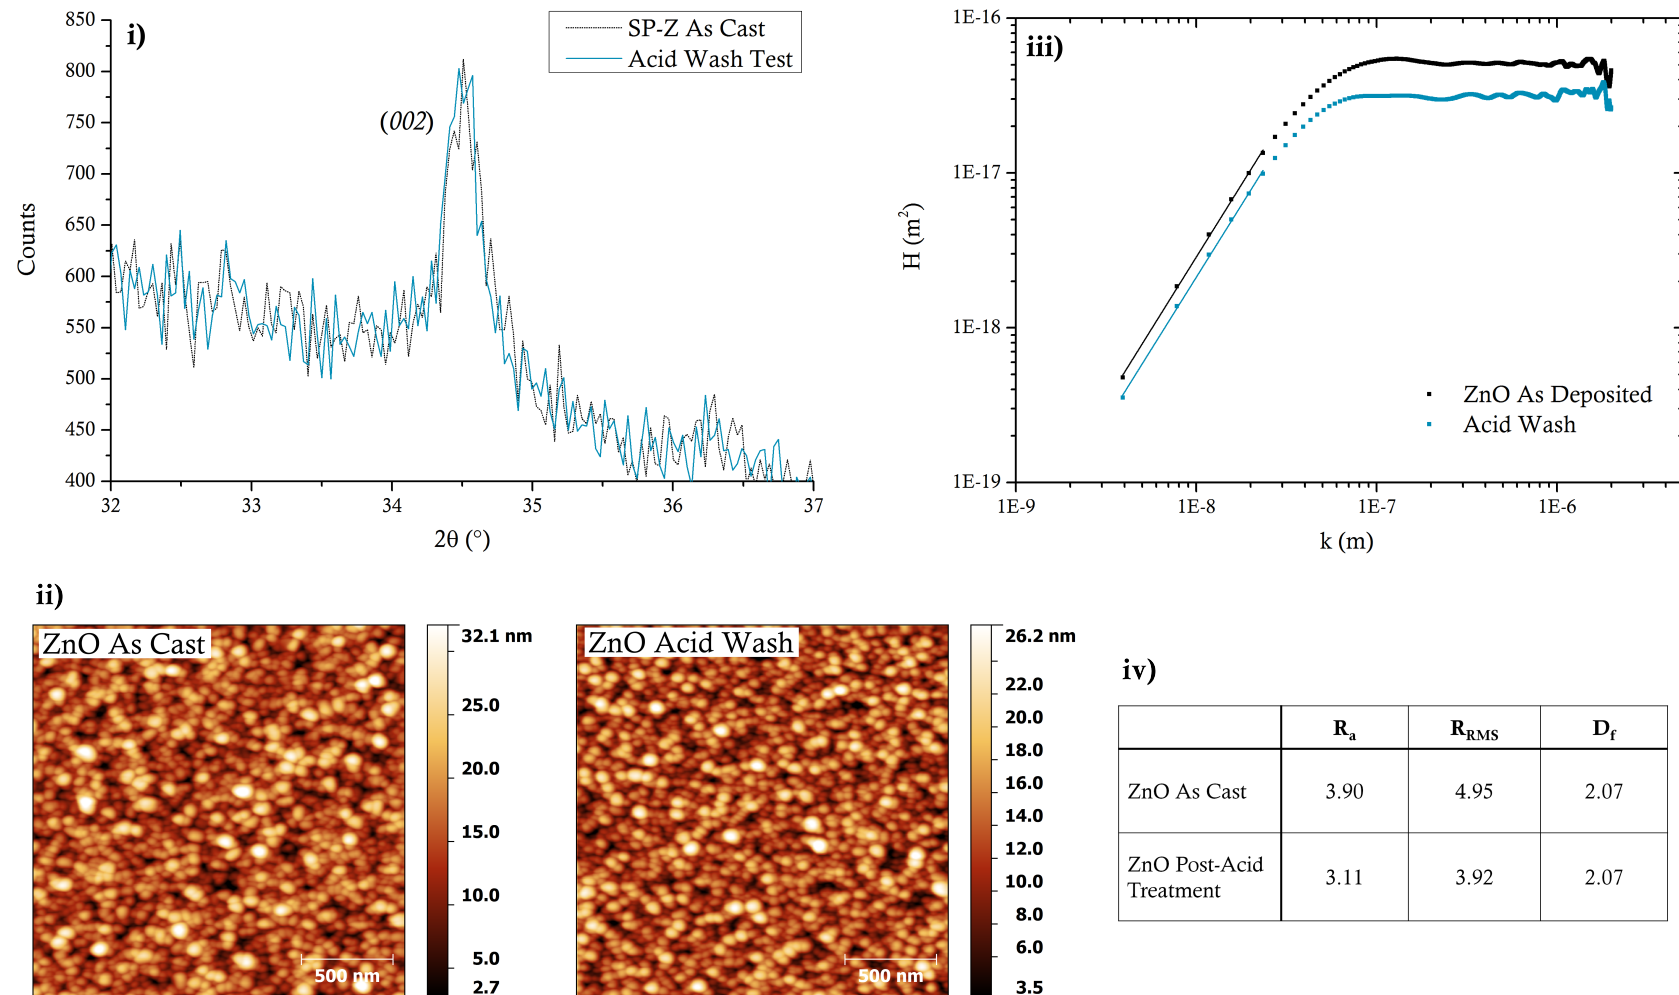 i)
SP-Z As Cast
Acid Wash Test
(002)
850
800
750
700
650
600
550
500
450
400
Counts
32
33
34
35
36
37
2θ (°)
iii)
1E-16
1E-17
1E-18
1E-19
H (m²)
ZnO As Deposited
Acid Wash
1E-9
1E-8
1E-7
1E-6
k (m)
ii)
ZnO As Cast
500 nm
32.1 nm
25.0
20.0
15.0
10.0
5.0
2.7
ZnO Acid Wash
500 nm
26.2 nm
22.0
20.0
18.0
16.0
14.0
12.0
10.0
8.0
6.0
3.5
iv)
Ra RRMS Df
ZnO As Cast 3.90 4.95 2.07
ZnO Post-Acid
Treatment 3.11 3.92 2.07